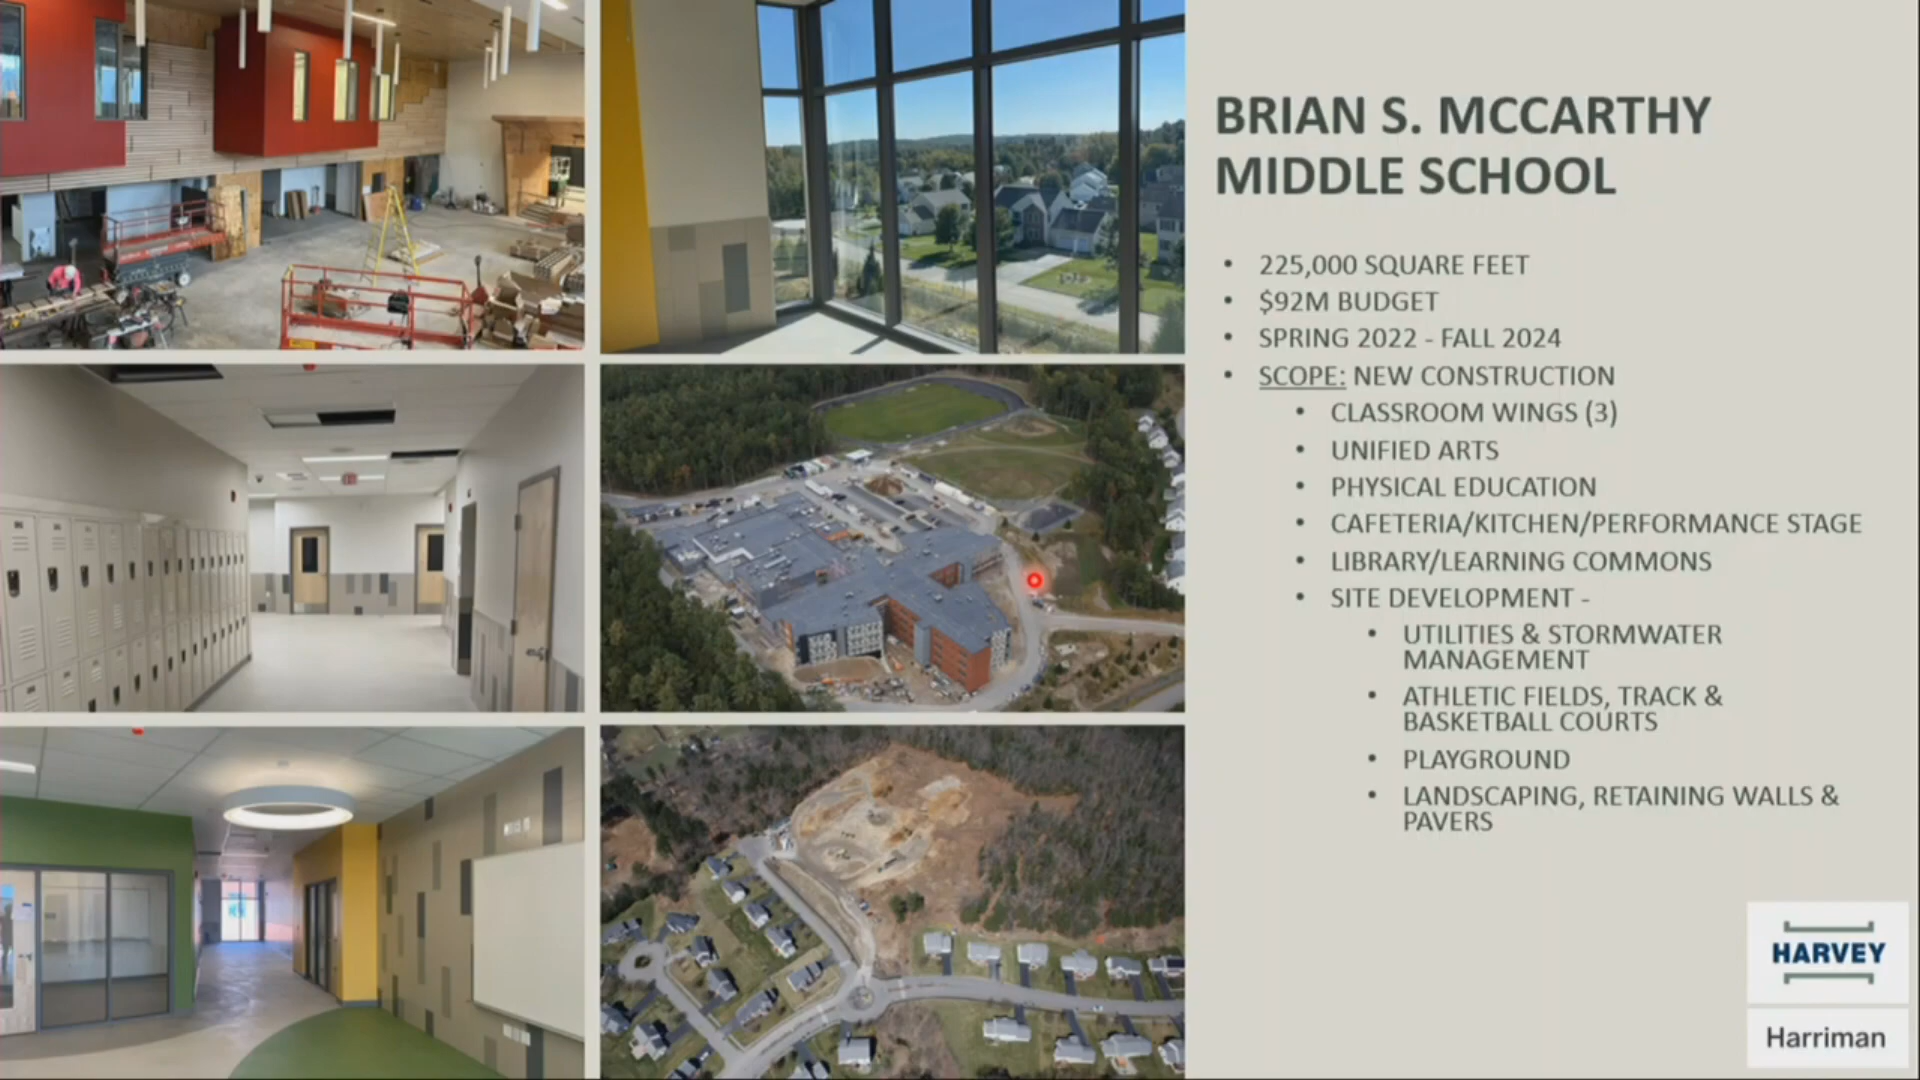 BRIAN S. MCCARTHY
MIDDLE SCHOOL
• 225,000 SQUARE FEET
• $92M BUDGET
• SPRING 2022 - FALL 2024
• SCOPE: NEW CONSTRUCTION
• CLASSROOM WINGS (3)
• UNIFIED ARTS
• PHYSICAL EDUCATION
• CAFETERIA/KITCHEN/PERFORMANCE STAGE
• LIBRARY/LEARNING COMMONS
• SITE DEVELOPMENT -
• UTILITIES & STORMWATER
MANAGEMENT
• ATHLETIC FIELDS, TRACK &
BASKETBALL COURTS
• PLAYGROUND
• LANDSCAPING, RETAINING WALLS &
PAVERS
HARVEY
Harriman